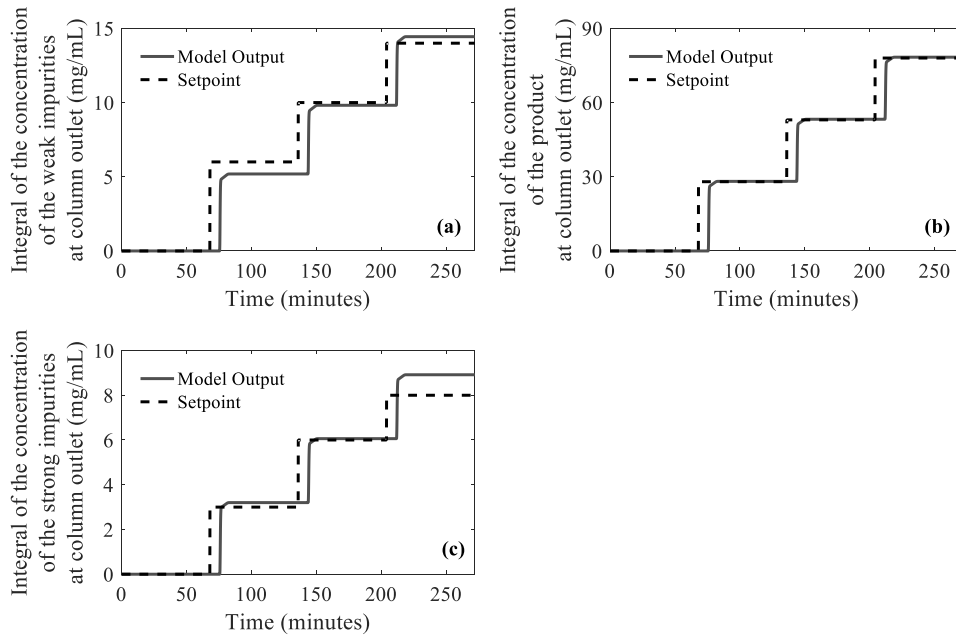 Integral of the concentration
of the weak impurities
at column outlet (mg/mL)
15
10
5
0
Model Output
Setpoint
(a)
0 50 100 150 200 250
Time (minutes)
Integral of the concentration
of the product
at column outlet (mg/mL)
90
60
30
0
Model Output
Setpoint
(b)
0 50 100 150 200 250
Time (minutes)
Integral of the concentration
of the strong impurities
at column outlet (mg/mL)
10
8
6
4
2
0
Model Output
Setpoint
(c)
0 50 100 150 200 250
Time (minutes)